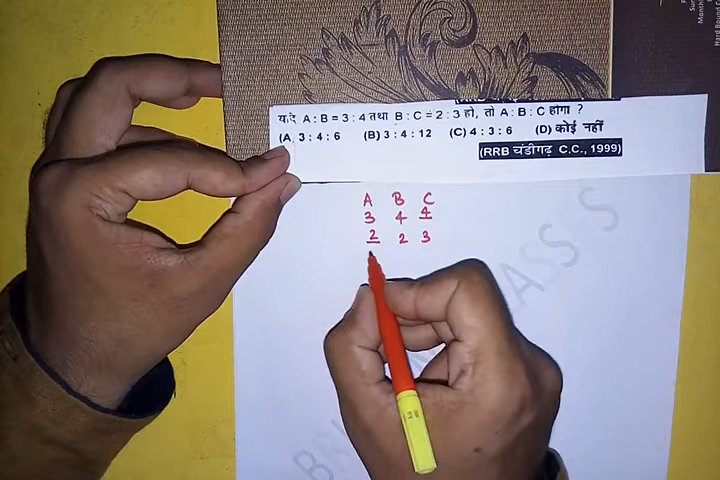 यदि A : B = 3 : 4 तथा B : C = 2 : 3 हो, तो A : B : C होगा ?
(A) 3 : 4 : 6 (B) 3 : 4 : 12 (C) 4 : 3 : 6 (D) कोई नहीं
(RRB चंडीगढ़ C.C., 1999)
A B C
3 4 4
2 2 3